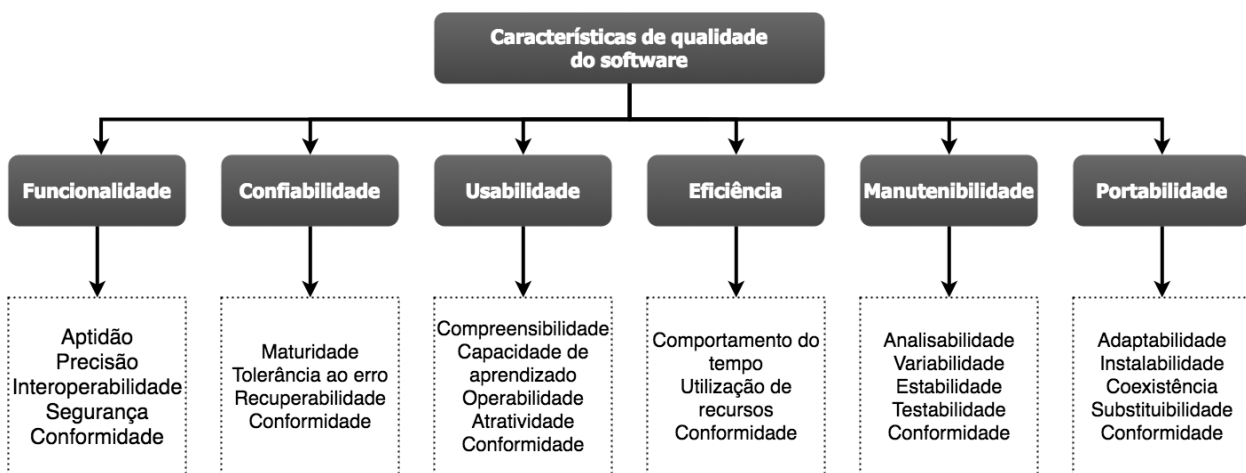 Características de qualidade
do software
Funcionalidade
Confiabilidade
Usabilidade
Eficiência
Manutenibilidade
Portabilidade
Aptidão
Precisão
Interoperabilidade
Segurança
Conformidade
Maturidade
Tolerância ao erro
Recuperabilidade
Conformidade
Compreensibilidade
Capacidade de
aprendizado
Operabilidade
Atratividade
Conformidade
Comportamento do
tempo
Utilização de
recursos
Conformidade
Analisabilidade
Variabilidade
Estabilidade
Testabilidade
Conformidade
Adaptabilidade
Instalabilidade
Coexistência
Substituibilidade
Conformidade